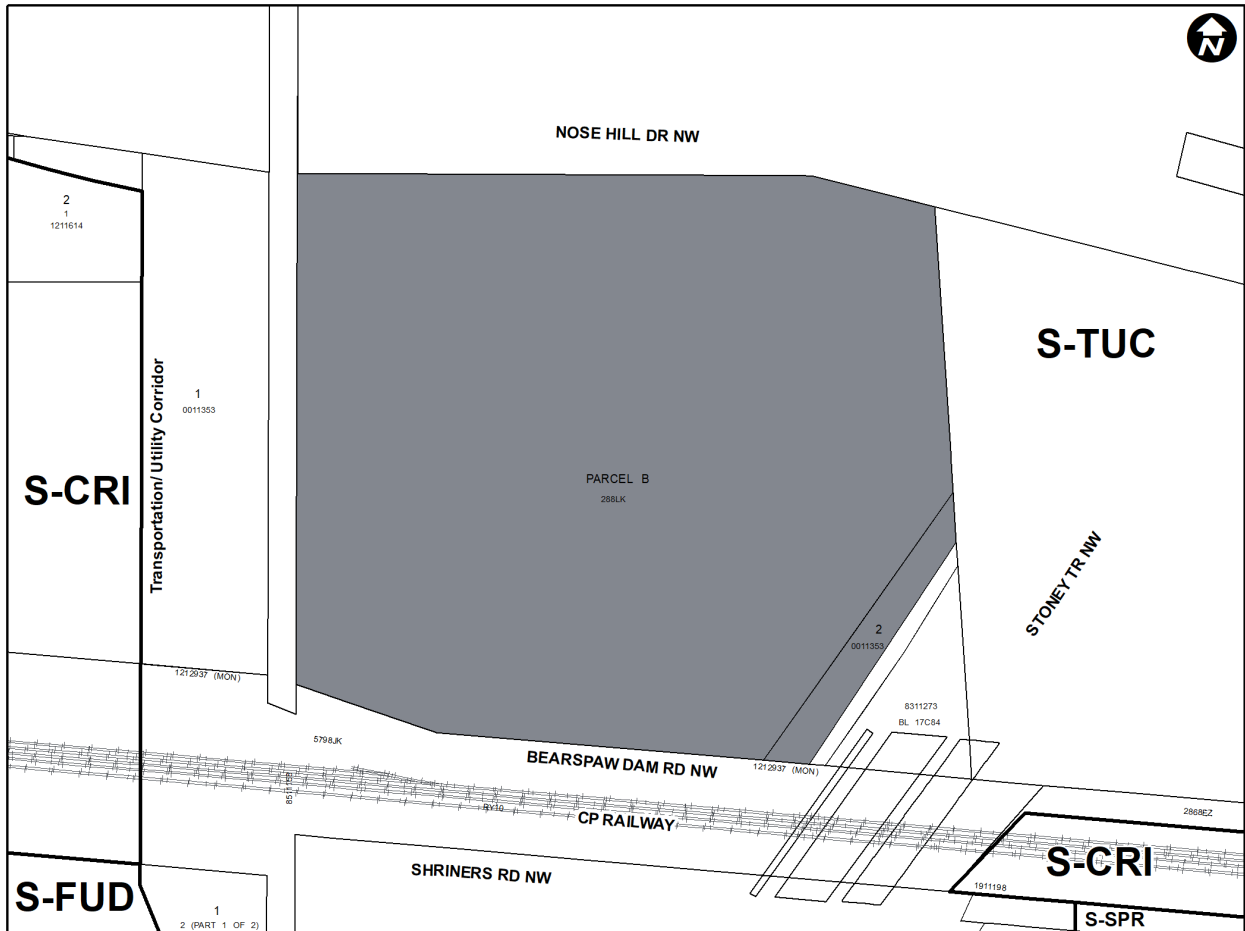 N
NOSE HILL DR NW
2
1
1211614
S-TUC
1
0011353
Transportation/ Utility Corridor
S-CRI
PARCEL B
288LK
STONEY TR NW
2
0011353
1212937 (MON)
8311273
BL 17C84
5798JK
BEARSPAW DAM RD NW
1212937 (MON)
RY10
CP RAILWAY
2868EZ
S-CRI
SHRINERS RD NW
1911198
S-FUD
1
2 (PART 1 OF 2)
S-SPR